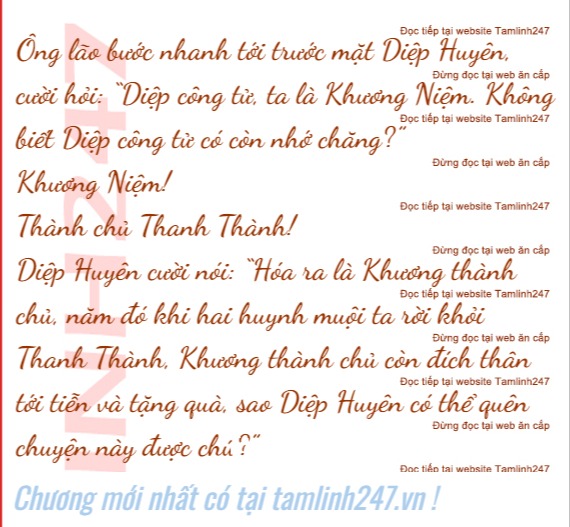 Đọc tiếp tại website Tamlinh247
Ông lão bước nhanh tới trước mặt Diệp Huyên,
Đừng đọc tại web ăn cắp
cười hỏi: "Diệp công tử, ta là Khương Niệm. Không
Đọc tiếp tại website Tamlinh247
biết Diệp công tử có còn nhớ chăng?"
Đừng đọc tại web ăn cắp
Khương Niệm!
Đọc tiếp tại website Tamlinh247
Thành chủ Thanh Thành!
Đừng đọc tại web ăn cắp
Diệp Huyên cười nói: "Hóa ra là Khương thành
Đọc tiếp tại website Tamlinh247
chủ, năm đó khi hai huynh muội ta rời khỏi
Đừng đọc tại web ăn cắp
Thanh Thành, Khương thành chủ còn đích thân
Đọc tiếp tại website Tamlinh247
tới tiễn và tặng quà, sao Diệp Huyên có thể quên
Đừng đọc tại web ăn cắp
chuyện này được chứ?"
Đọc tiếp tại website Tamlinh247
Chương mới nhất có tại tamlinh247.vn !
INH247